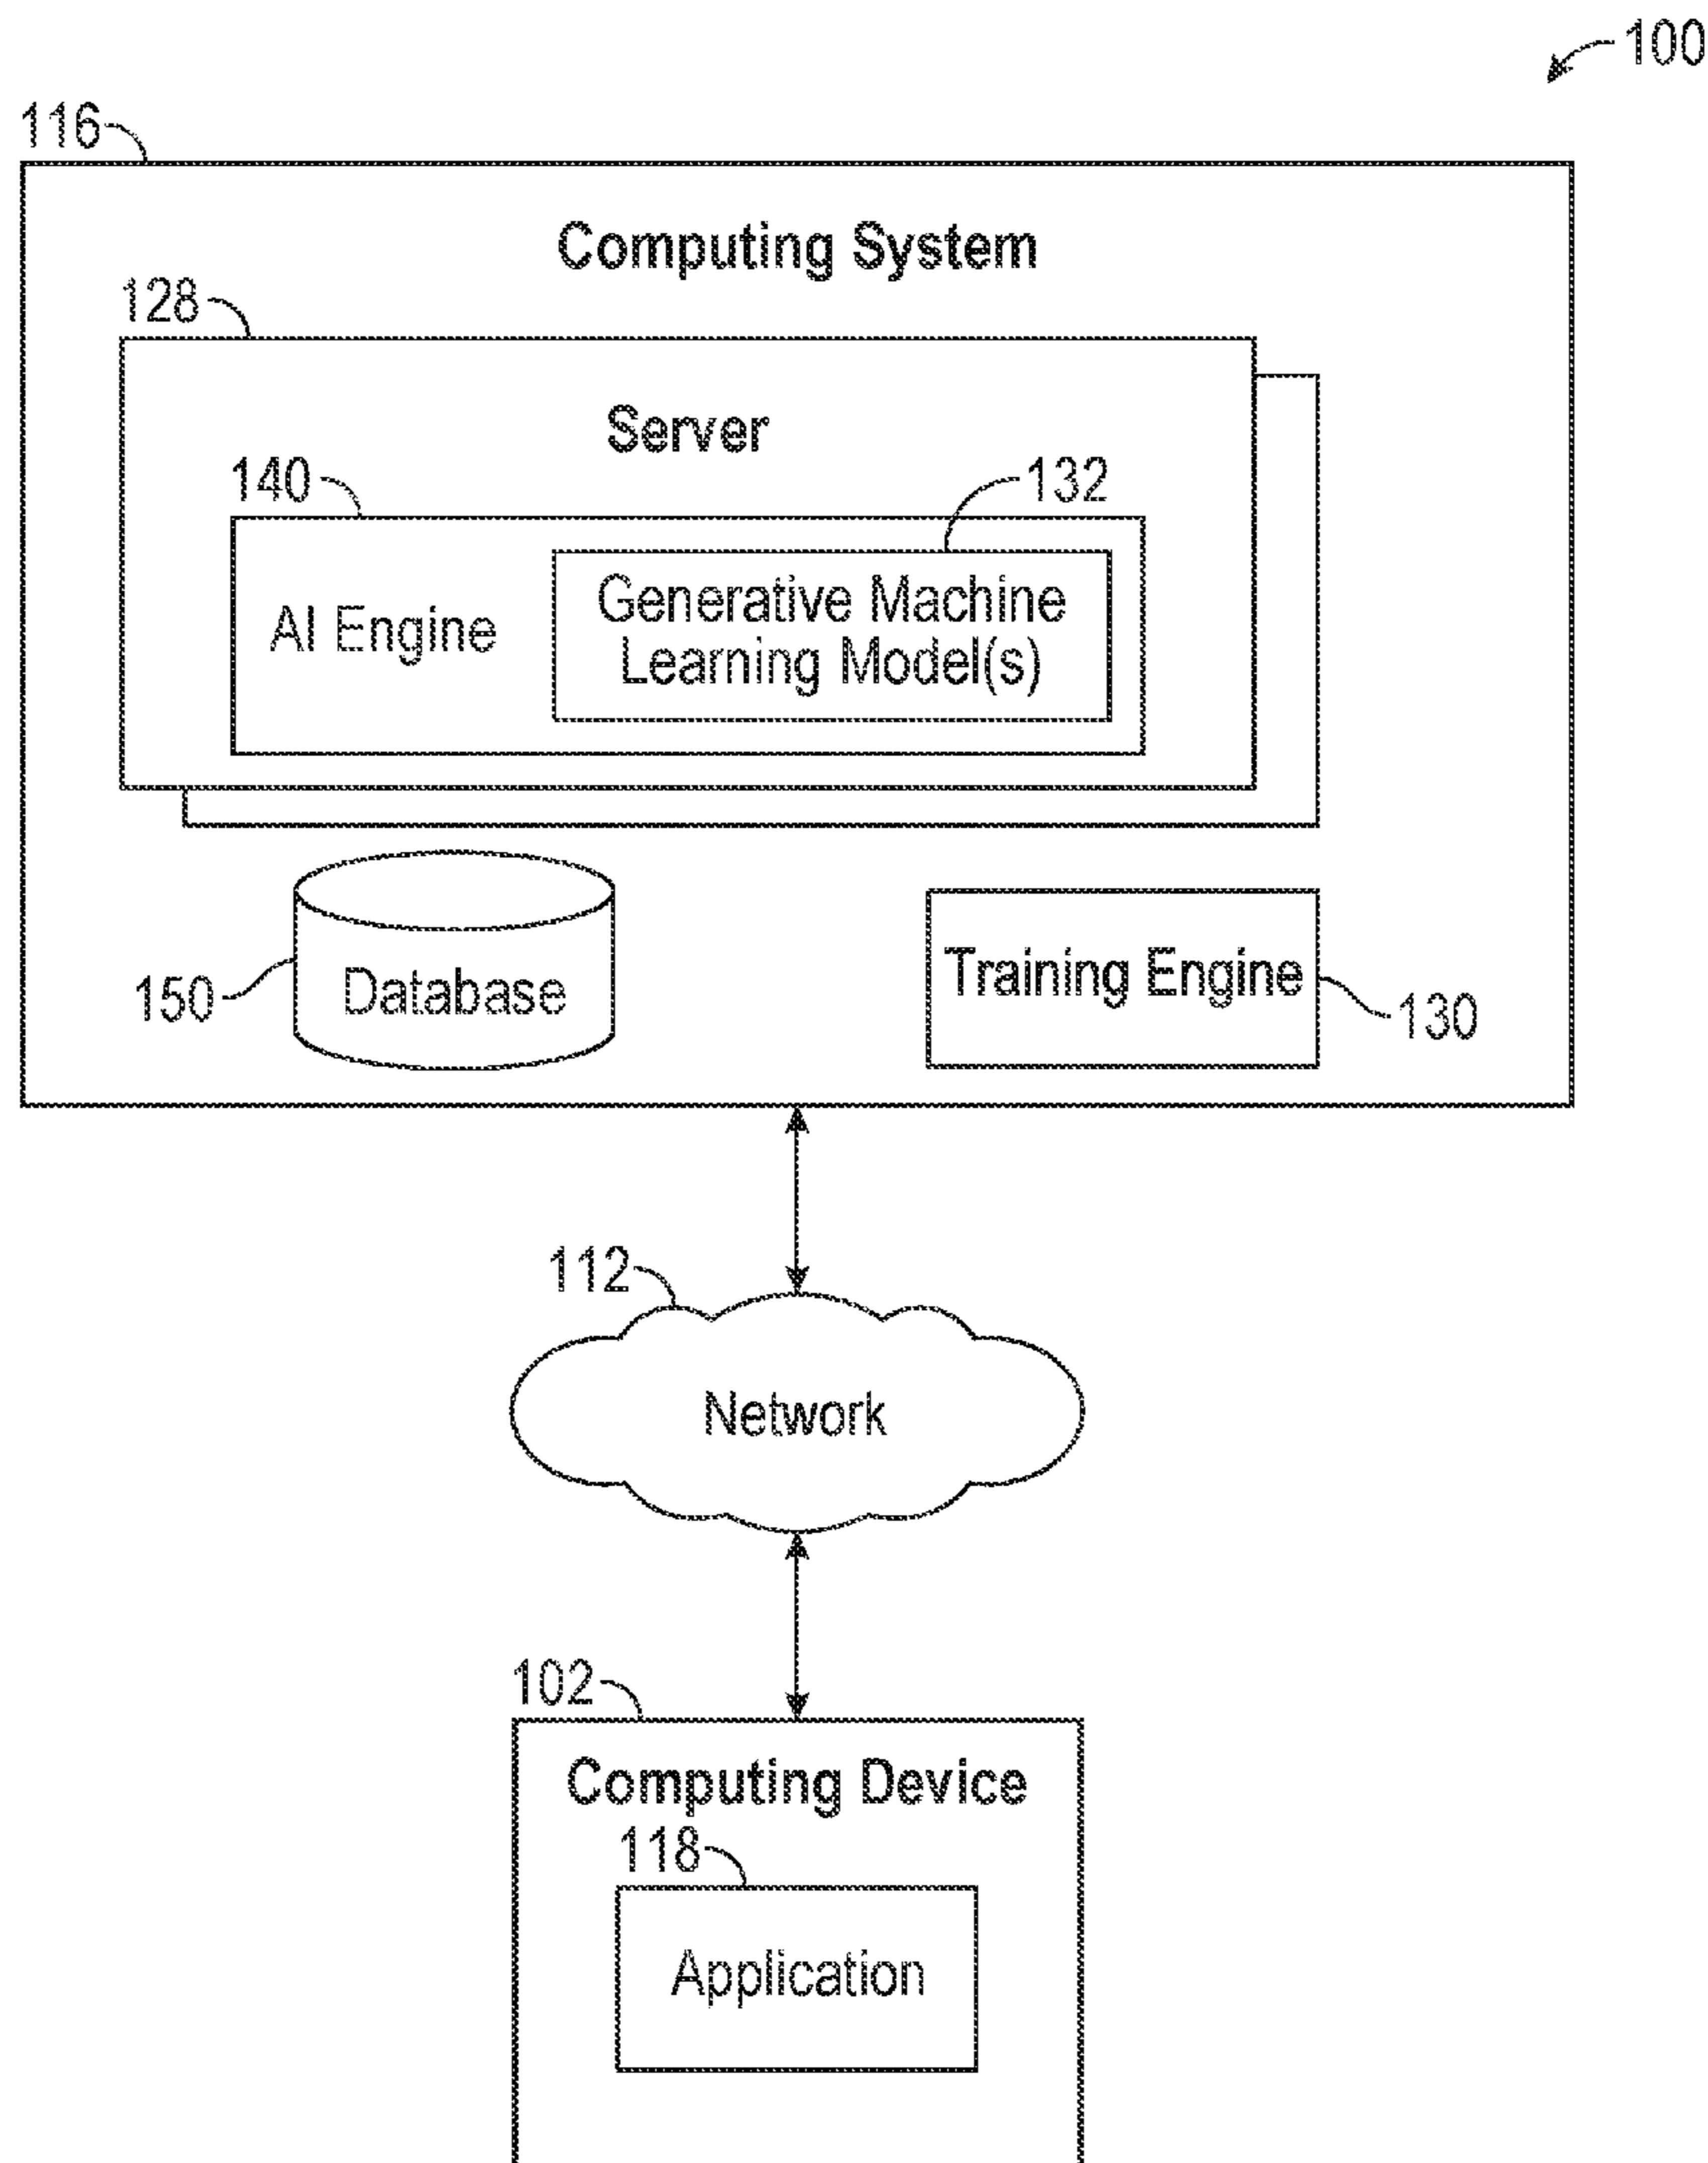 100
116
Computing System
128
Server
140
132
AI Engine
Generative Machine
Learning Model(s)
150
Database
Training Engine
130
112
Network
102
Computing Device
118
Application